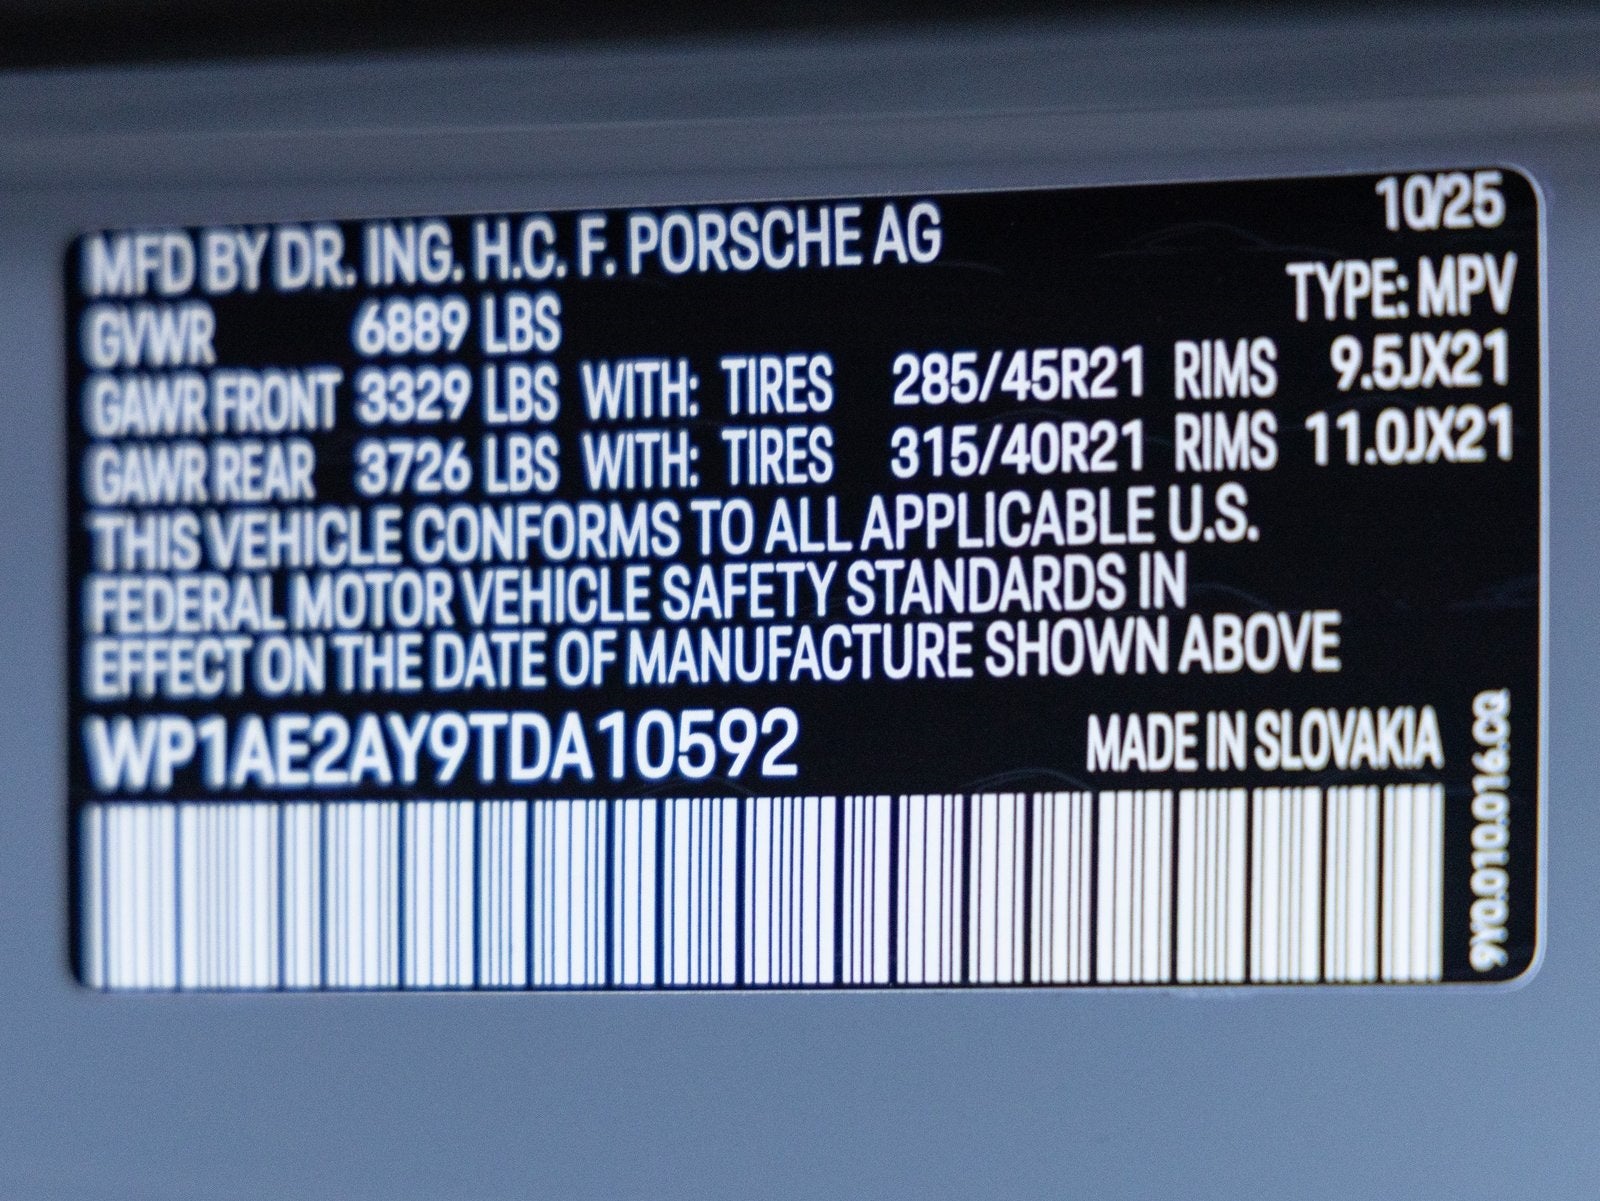 10/25
MFD BY DR. ING. H.C. F. PORSCHE AG
TYPE: MPV
GVWR 6889 LBS
GAWR FRONT 3329 LBS WITH: TIRES 285/45R21 RIMS 9.5JX21
GAWR REAR 3726 LBS WITH: TIRES 315/40R21 RIMS 11.0JX21
THIS VEHICLE CONFORMS TO ALL APPLICABLE U.S.
FEDERAL MOTOR VEHICLE SAFETY STANDARDS IN
EFFECT ON THE DATE OF MANUFACTURE SHOWN ABOVE
WP1AE2AY9TDA10592 MADE IN SLOVAKIA
9Y0.010.016.CQ